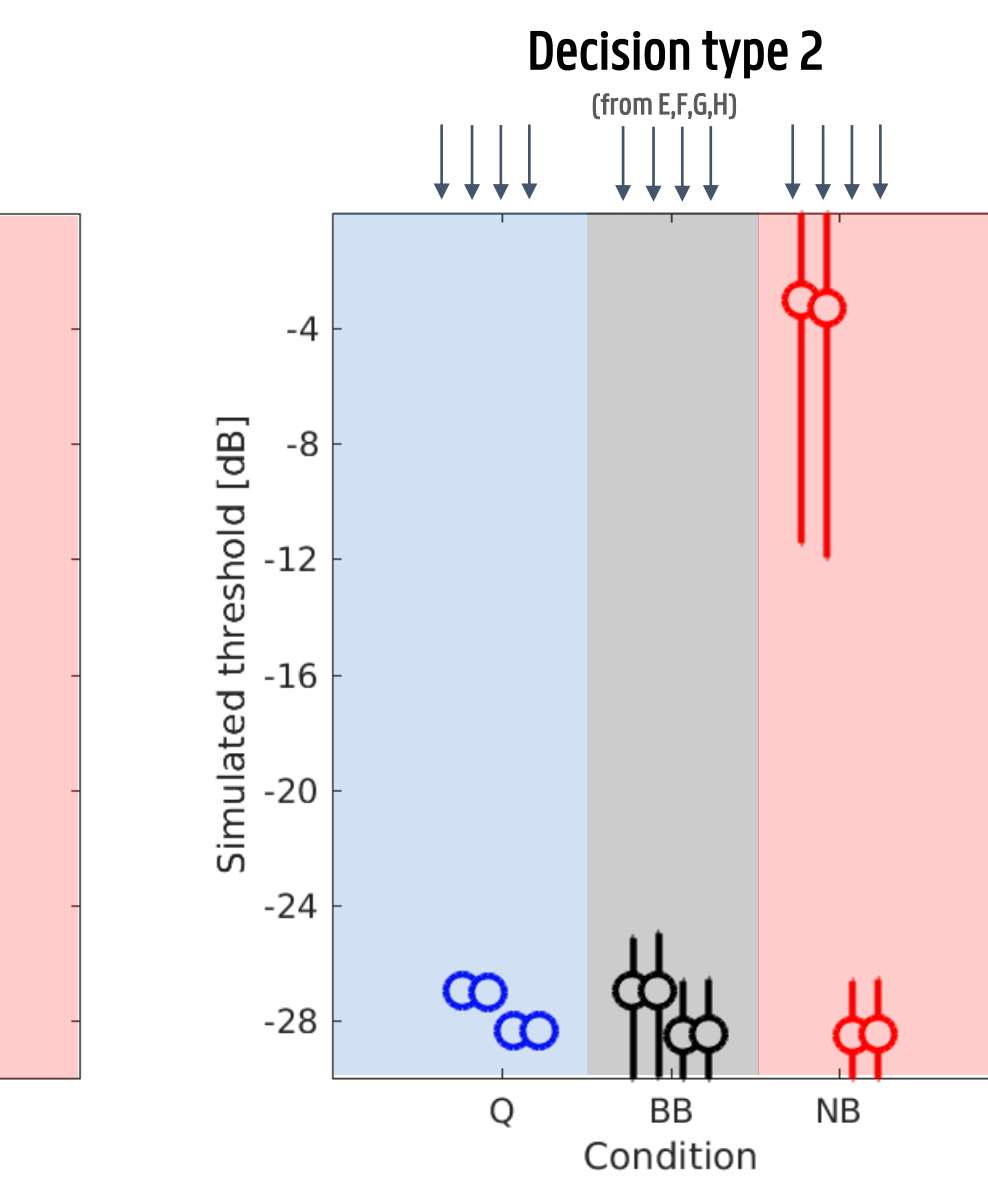 Decision type 2
(from E,F,G,H)
-4
-8
-12
-16
-20
-24
-28
Simulated threshold [dB]
Q BB NB
Condition